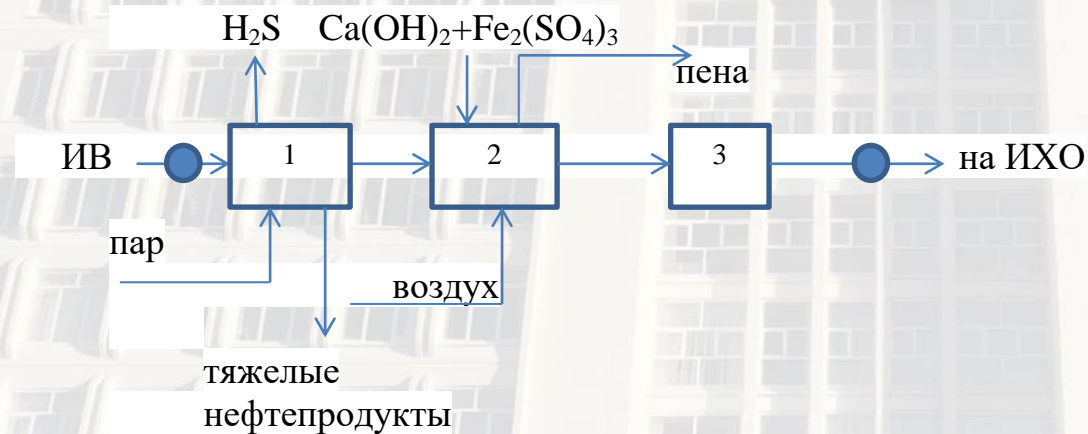 H₂S Ca(OH)₂+Fe₂(SO₄)₃
пена
ИВ 1 2 3 на ИХО
пар
воздух
тяжелые
нефтепродукты